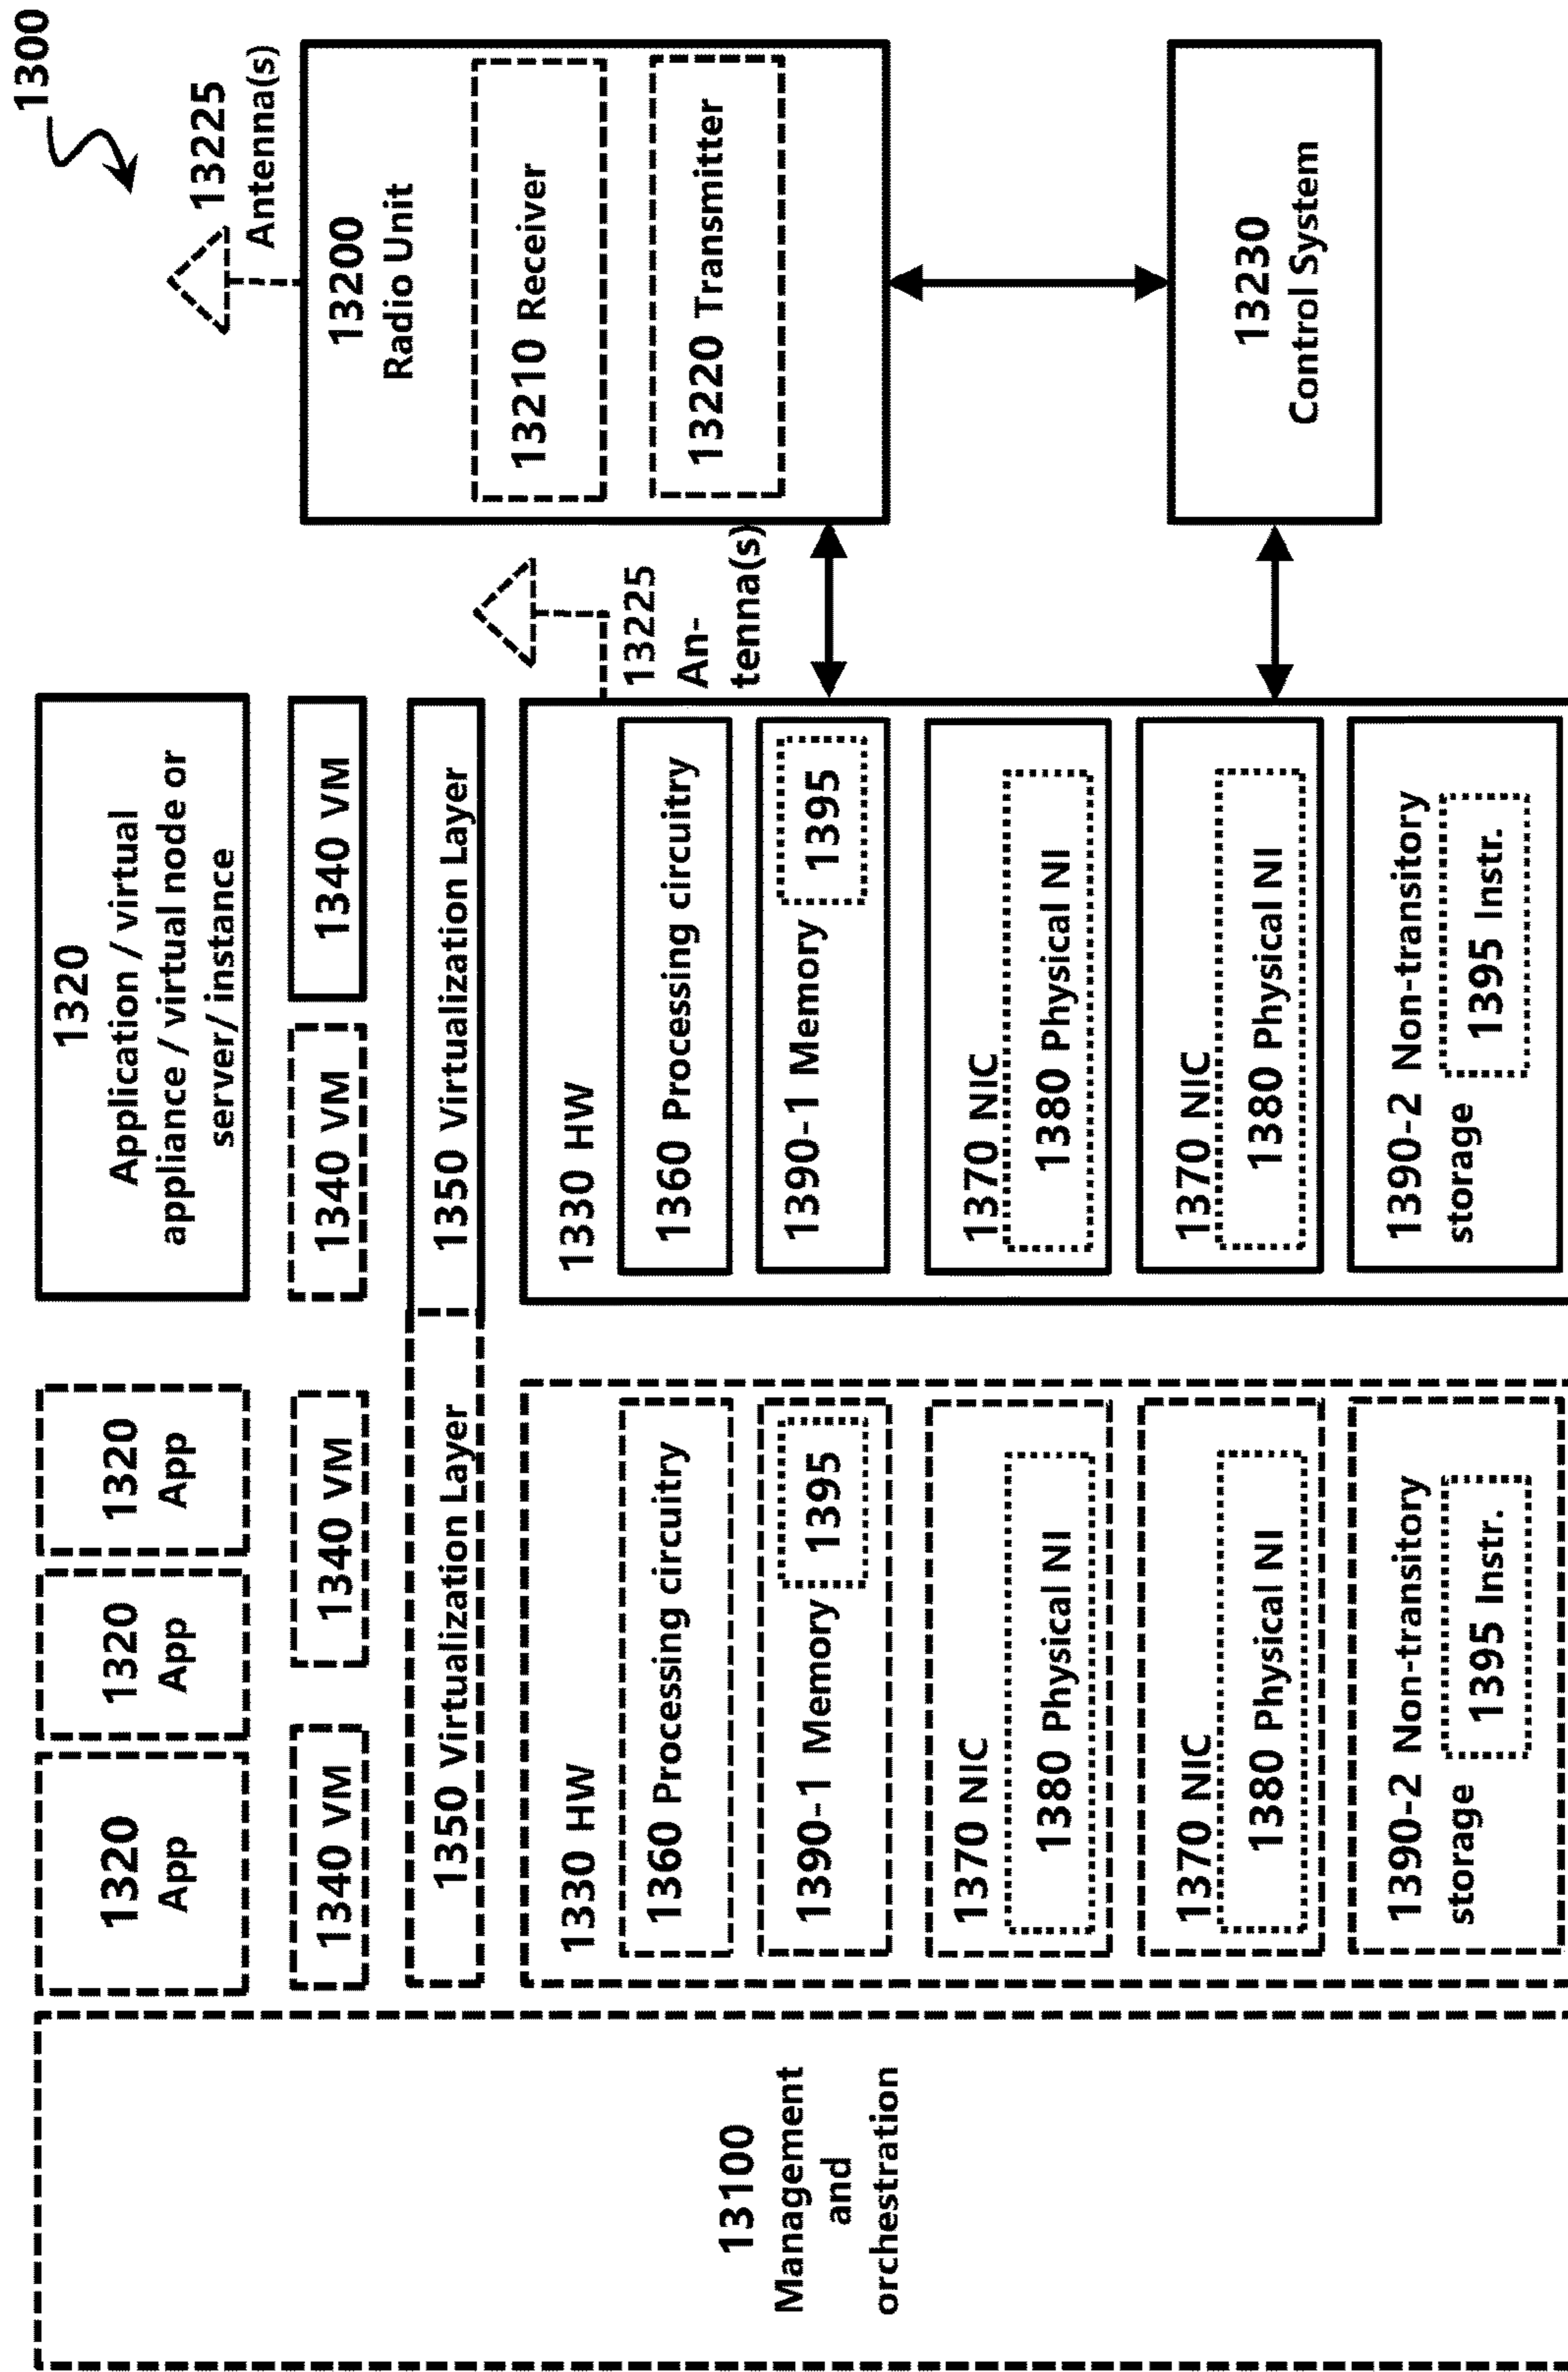 1300
13100
Management
and
orchestration
1320
App
1320
App
1320
App
1320
Application / virtual
appliance / virtual node or
server/ instance
1340 VM
1340 VM
1340 VM
1340 VM
1350 Virtualization Layer
1350 Virtualization Layer
1330 HW
1360 Processing circuitry
1390-1 Memory
1395
1370 NIC
1380 Physical NI
1370 NIC
1380 Physical NI
1390-2 Non-transitory
storage
1395 Instr.
1330 HW
1360 Processing circuitry
1390-1 Memory
1395
1370 NIC
1380 Physical NI
1370 NIC
1380 Physical NI
1390-2 Non-transitory
storage
1395 Instr.
13225
An-
tenna(s)
13225
Antenna(s)
13200
Radio Unit
13210 Receiver
13220 Transmitter
13230
Control System